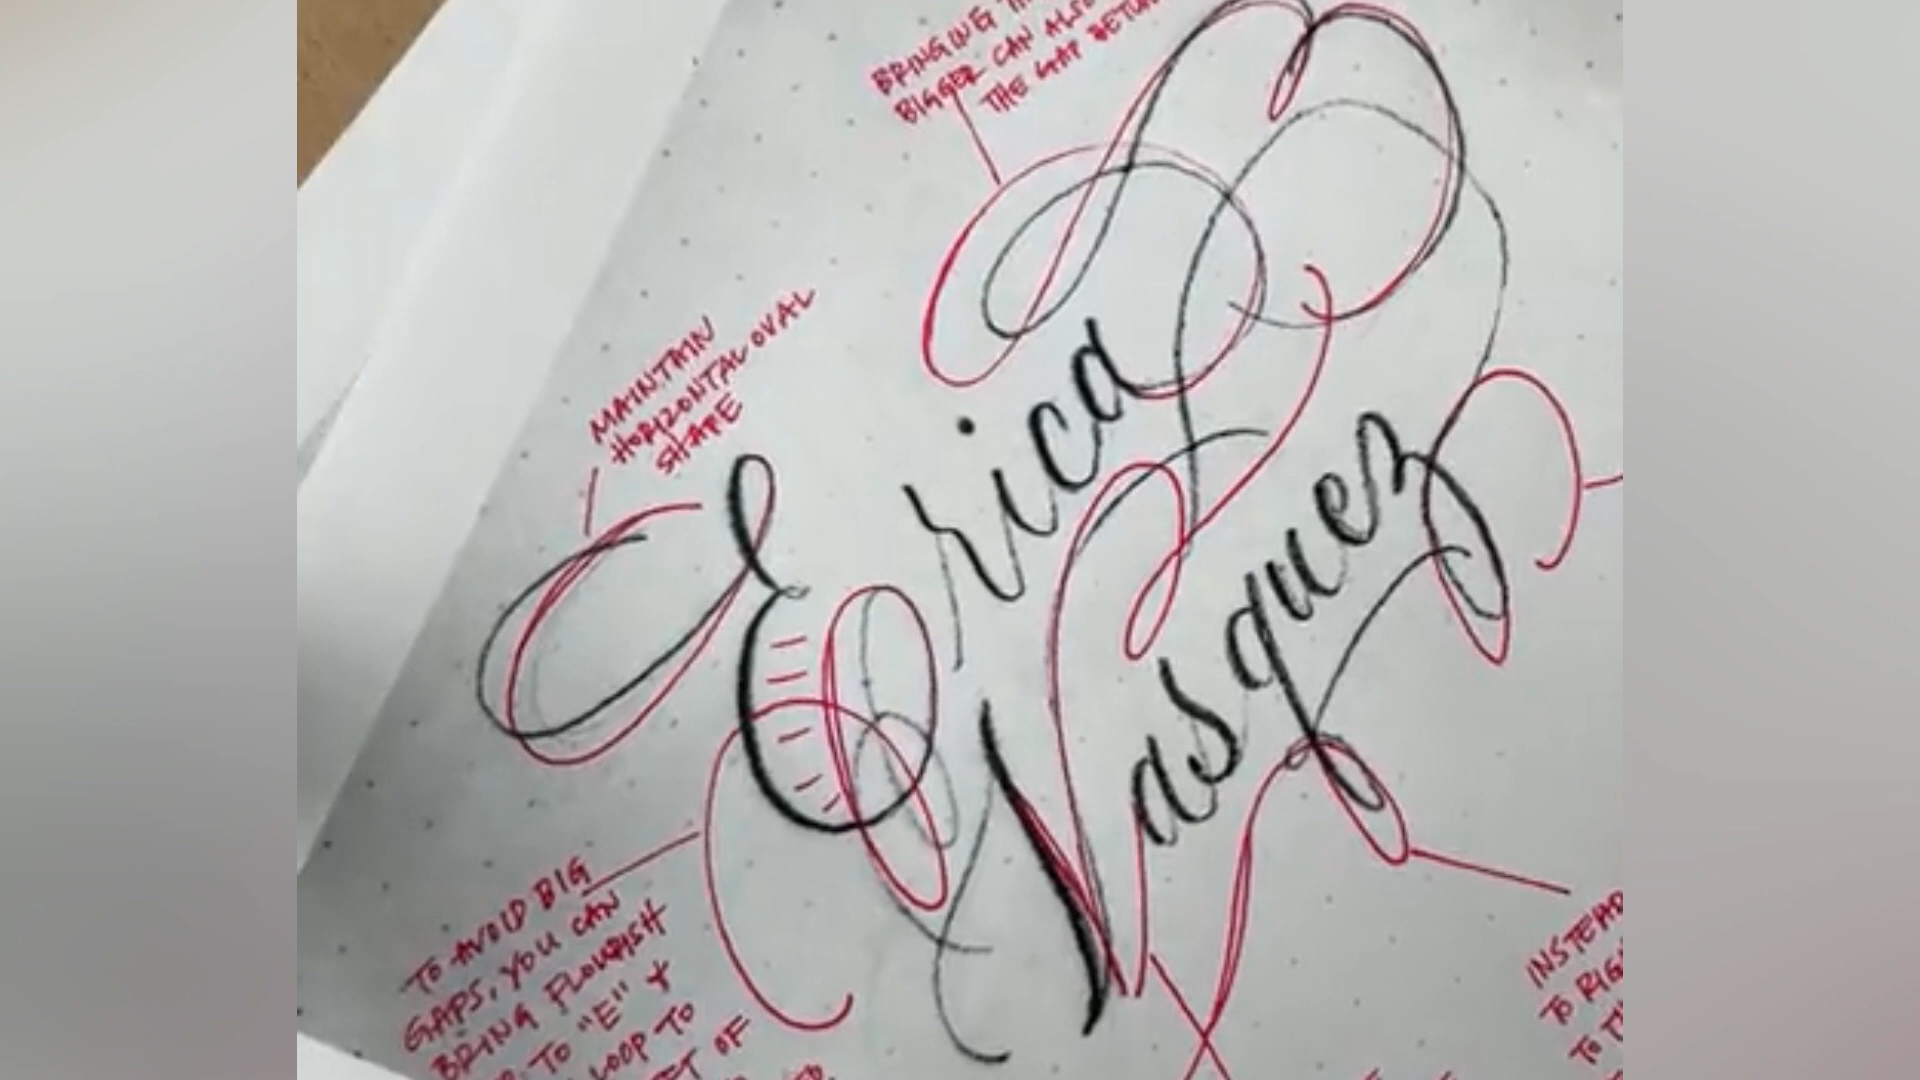 BRINGING
BIGGER CAN ALSO
THE GAP BETW
MAINTAIN
HORIZONTAL OVAL
SHAPE
Erica
Vasquez
TO AVOID BIG
GAPS, YOU CAN
BRING FLOURISH
TO "E" +
LOOP TO
OF
INSTEAD
TO RIG
TO T